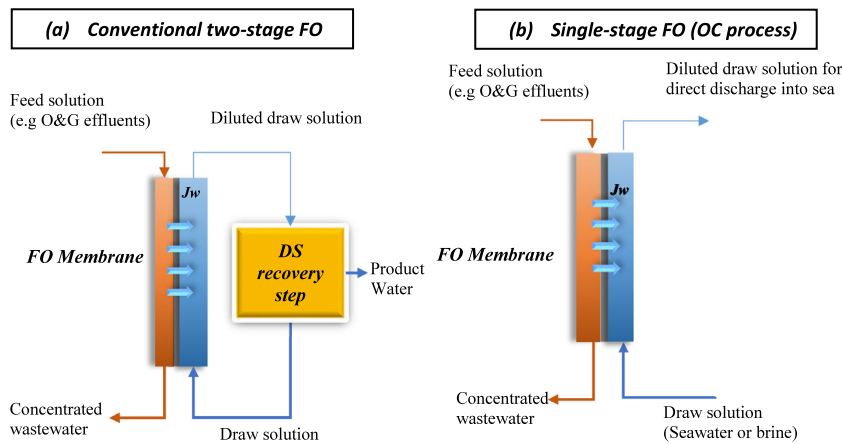 (a) Conventional two-stage FO
Feed solution
(e.g O&G effluents)
Diluted draw solution
Jw
FO Membrane
DS
recovery
step
Product
Water
Concentrated
wastewater
Draw solution
(b) Single-stage FO (OC process)
Feed solution
(e.g O&G effluents)
Diluted draw solution for
direct discharge into sea
Jw
FO Membrane
Concentrated
wastewater
Draw solution
(Seawater or brine)